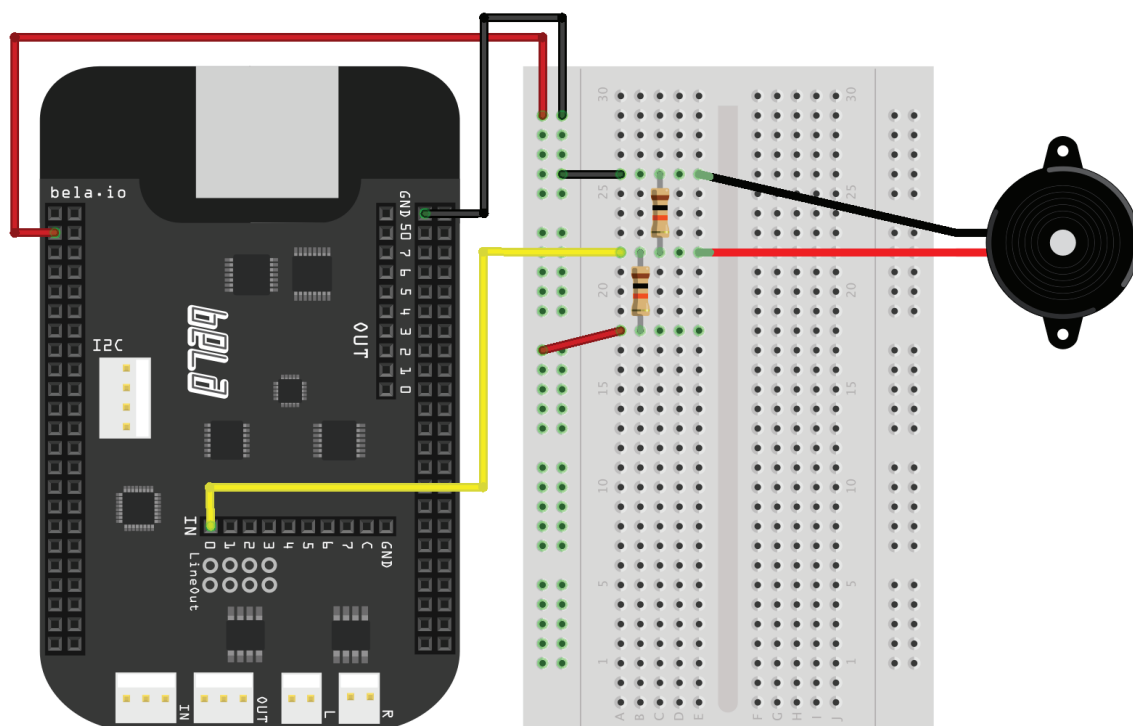 bela.io
GND
50
7
6
5
4
3
2
1
0
OUT
I2C
bela
IN
0 1 2 3 4 5 6 7 C GND
LineOut
IN
OUT
L
R
30 30
25 25
20 20
15 15
10 10
5 5
1 1
A B C D E F G H I J